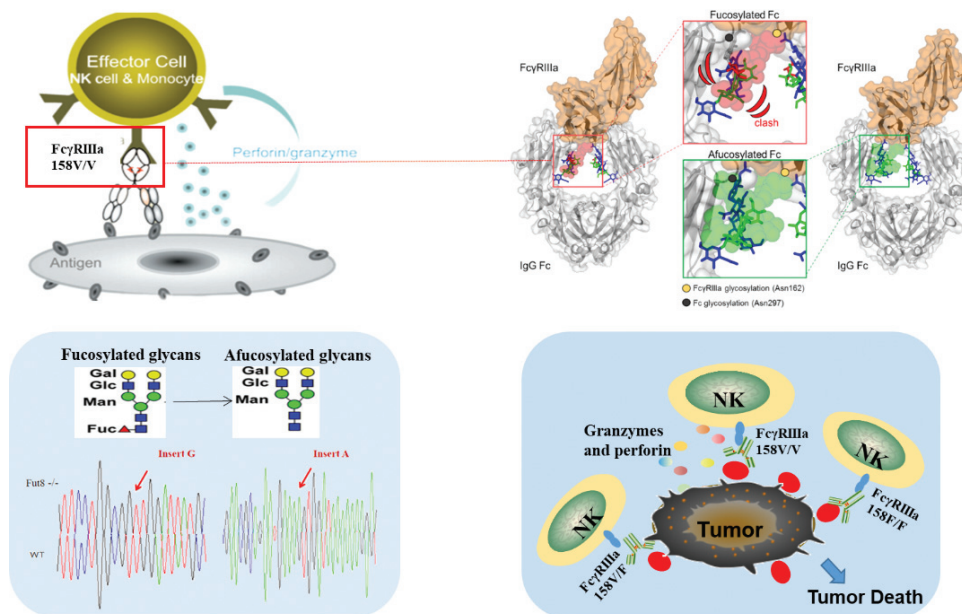 Effector Cell
NK cell & Monocyte
3
FcγRIIIa
158V/V
Perforin/granzyme
Antigen
Fucosylated Fc
FcγRIIIa
clash
Afucosylated Fc
IgG Fc
FcγRIIIa
IgG Fc
FcγRIIIa glycosylation (Asn162)
Fc glycosylation (Asn297)
Fucosylated glycans
Afucosylated glycans
Gal
Glc
Man
Fuc
Gal
Glc
Man
Insert G
Insert A
Fut8 -/-
WT
NK
FcγRIIIa
158V/V
Granzymes
and perforin
NK
FcγRIIIa
158F/F
NK
FcγRIIIa
158V/F
Tumor
Tumor Death